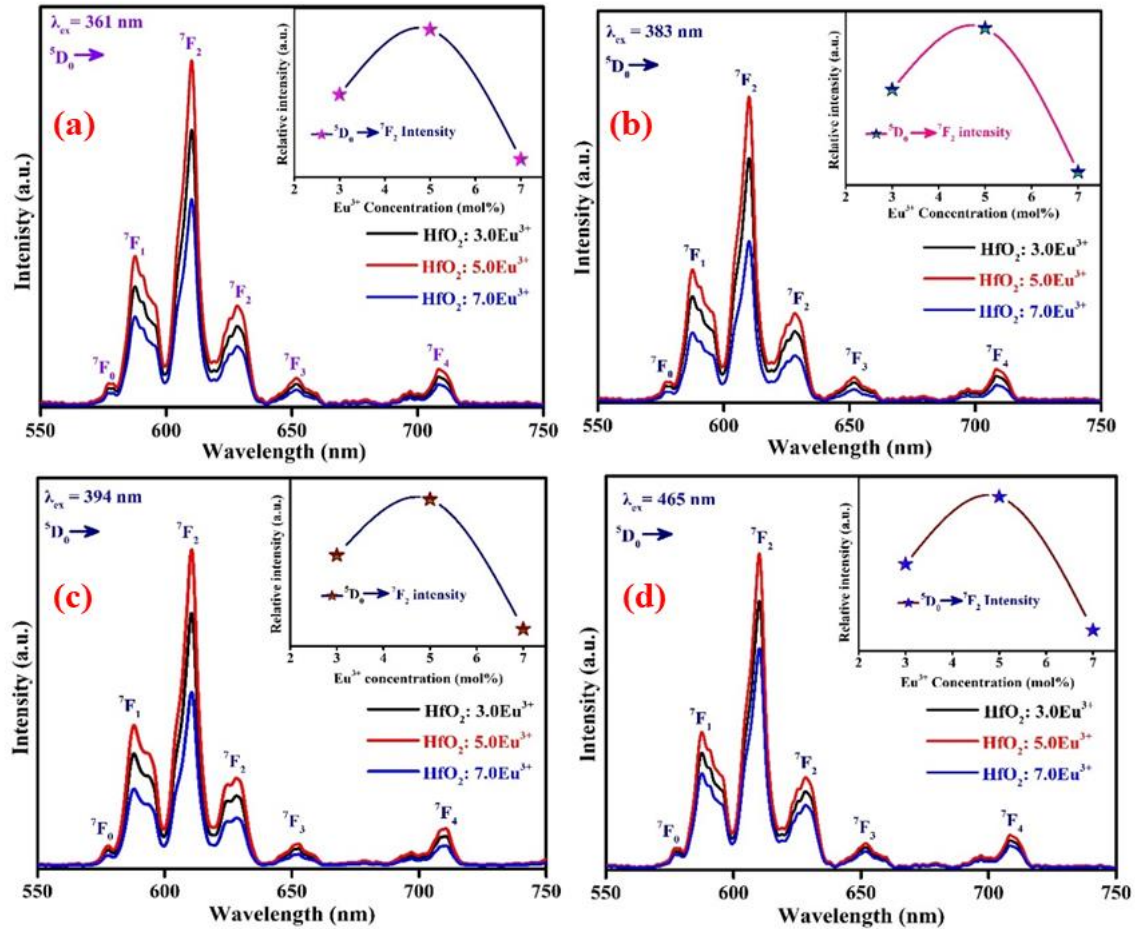 λex = 361 nm
⁵D₀→
(a)
⁷F₀
⁷F₁
⁷F₂
⁷F₂
⁷F₃
⁷F₄
Relative intensity (a.u.)
⁵D₀→⁷F₂ Intensity
2 3 4 5 6 7
Eu³⁺ Concentration (mol%)
HfO₂: 3.0Eu³⁺
HfO₂: 5.0Eu³⁺
HfO₂: 7.0Eu³⁺
Intenisty (a.u.)
550 600 650 700 750
Wavelength (nm)
λex = 383 nm
⁵D₀→
(b)
⁷F₀
⁷F₁
⁷F₂
⁷F₂
⁷F₃
⁷F₄
Relative intensity (a.u.)
⁵D₀→⁷F₂ intensity
2 3 4 5 6 7
Eu³⁺ Concentration (mol%)
HfO₂: 3.0Eu³⁺
HfO₂: 5.0Eu³⁺
HfO₂: 7.0Eu³⁺
Intensity (a.u.)
550 600 650 700 750
Wavelength (nm)
λex = 394 nm
⁵D₀→
(c)
⁷F₀
⁷F₁
⁷F₂
⁷F₂
⁷F₃
⁷F₄
Relative intensity (a.u.)
⁵D₀→⁷F₂ intensity
2 3 4 5 6 7
Eu³⁺ concentration (mol%)
HfO₂: 3.0Eu³⁺
HfO₂: 5.0Eu³⁺
HfO₂: 7.0Eu³⁺
Intensity (a.u.)
550 600 650 700 750
Wavelength (nm)
λex = 465 nm
⁵D₀→
(d)
⁷F₀
⁷F₁
⁷F₂
⁷F₂
⁷F₃
⁷F₄
Relative intensity (a.u.)
⁵D₀→⁷F₂ Intensity
2 3 4 5 6 7
Eu³⁺ Concentration (mol%)
HfO₂: 3.0Eu³⁺
HfO₂: 5.0Eu³⁺
HfO₂: 7.0Eu³⁺
Intensity (a.u.)
550 600 650 700 750
Wavelength (nm)